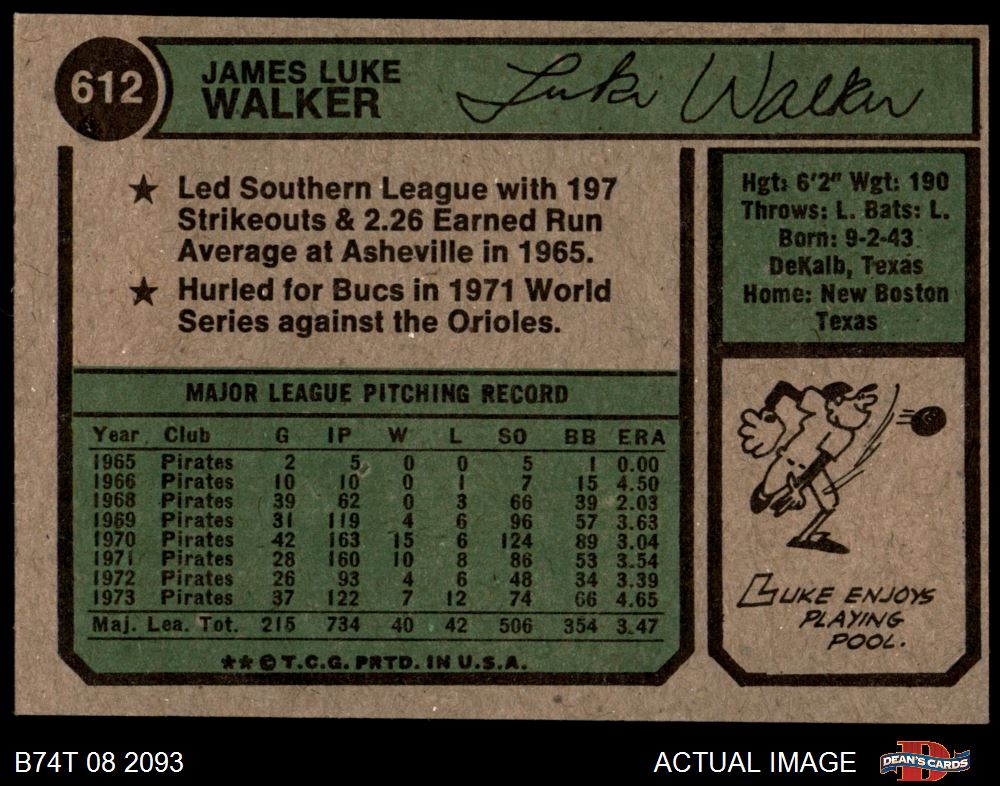 612
JAMES LUKE
WALKER
Luke Walker
★ Led Southern League with 197
Strikeouts & 2.26 Earned Run
Average at Asheville in 1965.
★ Hurled for Bucs in 1971 World
Series against the Orioles.
Hgt: 6'2" Wgt: 190
Throws: L. Bats: L.
Born: 9-2-43
DeKalb, Texas
Home: New Boston
Texas
MAJOR LEAGUE PITCHING RECORD
Year Club G IP W L SO BB ERA
1965 Pirates 2 5 0 0 5 1 0.00
1966 Pirates 10 10 0 1 7 15 4.50
1968 Pirates 39 62 0 3 66 39 2.03
1969 Pirates 31 119 4 6 96 57 3.63
1970 Pirates 42 163 15 6 124 89 3.04
1971 Pirates 28 160 10 8 86 53 3.54
1972 Pirates 26 93 4 6 48 34 3.39
1973 Pirates 37 122 7 12 74 66 4.65
Maj. Lea. Tot. 215 734 40 42 506 354 3.47
★★ © T.C.G. PRTD. IN U.S.A.
LUKE ENJOYS
PLAYING
POOL.
B74T 08 2093
ACTUAL IMAGE
DEAN'S CARDS